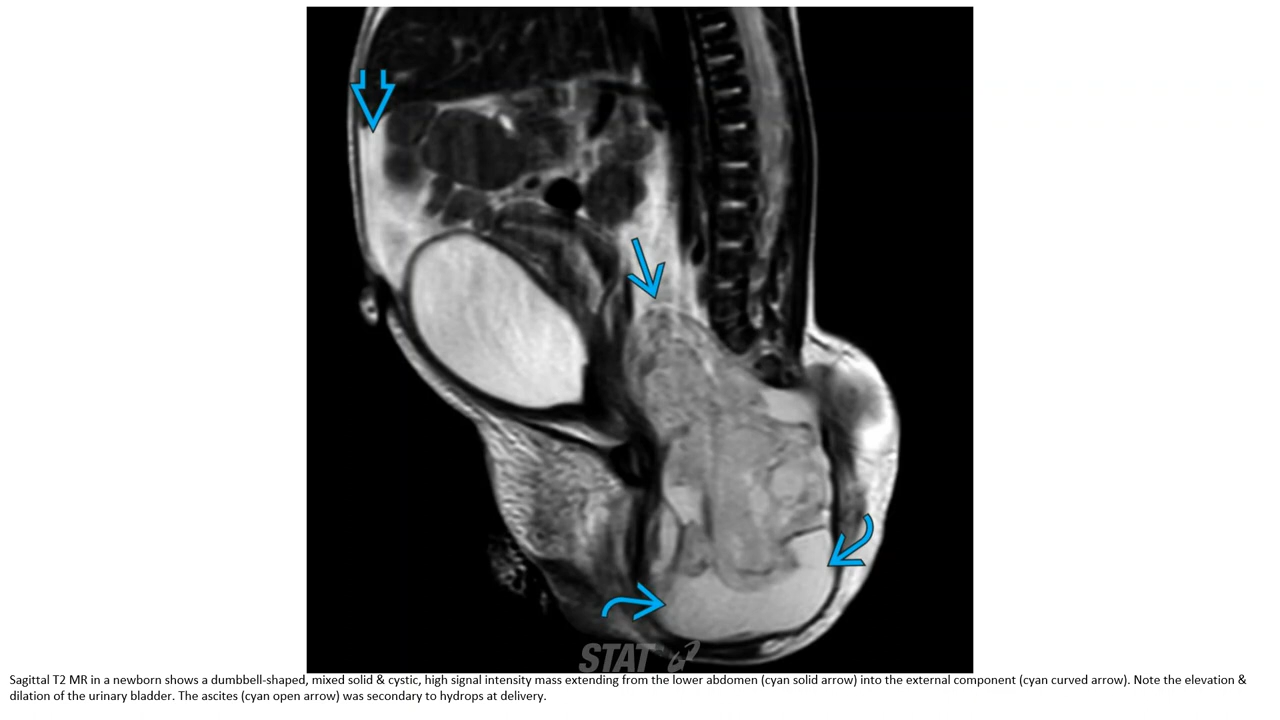 STAT
Sagittal T2 MR in a newborn shows a dumbbell-shaped, mixed solid & cystic, high signal intensity mass extending from the lower abdomen (cyan solid arrow) into the external component (cyan curved arrow). Note the elevation &
dilation of the urinary bladder. The ascites (cyan open arrow) was secondary to hydrops at delivery.